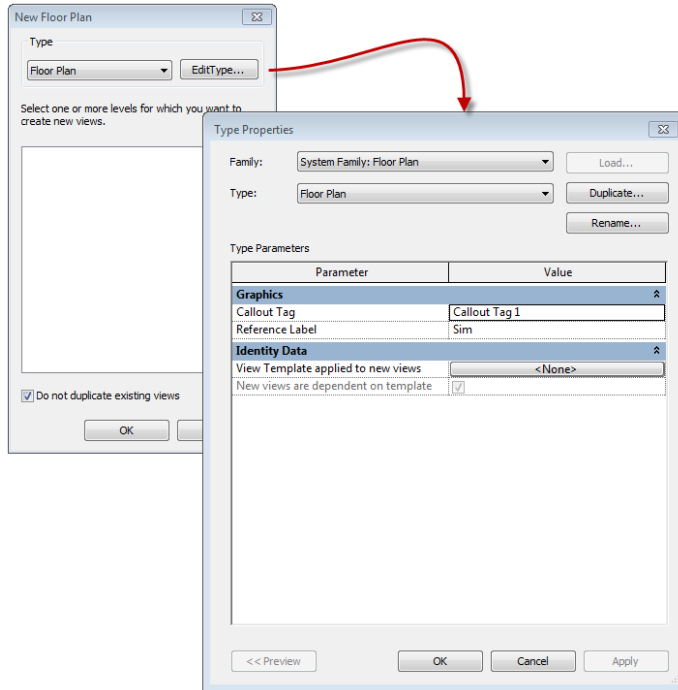 New Floor Plan
Type
Floor Plan
EditType...
Select one or more levels for which you want to
create new views.
Do not duplicate existing views
OK
Type Properties
Family:
System Family: Floor Plan
Load...
Type:
Floor Plan
Duplicate...
Rename...
Type Parameters
Parameter
Value
Graphics
Callout Tag
Callout Tag 1
Reference Label
Sim
Identity Data
View Template applied to new views
<None>
New views are dependent on template
<< Preview
OK
Cancel
Apply